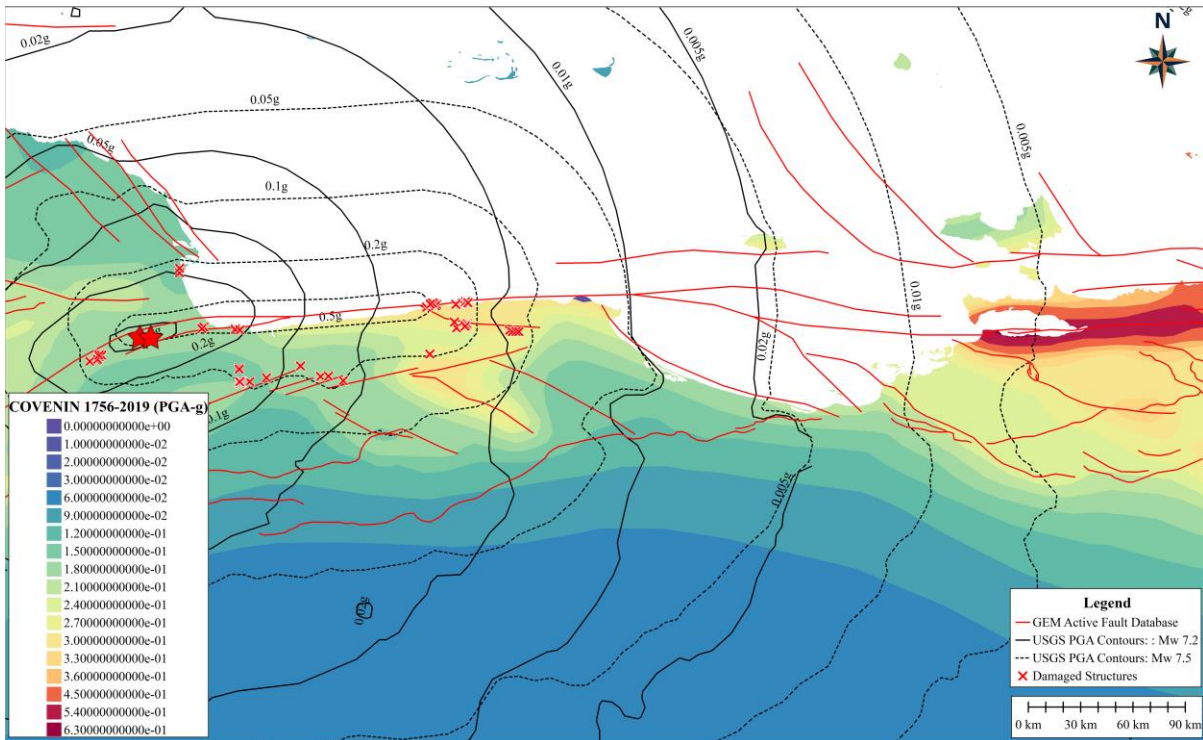 N
0.02g
0.005g
0.01g
0.05g
0.005g
0.05g
0.1g
0.2g
0.01g
0.5g
0.02g
0.2g
0.1g
0.005g
0.02g
COVENIN 1756-2019 (PGA-g)
0.00000000000e+00
1.00000000000e-02
2.00000000000e-02
3.00000000000e-02
6.00000000000e-02
9.00000000000e-02
1.20000000000e-01
1.50000000000e-01
1.80000000000e-01
2.10000000000e-01
2.40000000000e-01
2.70000000000e-01
3.00000000000e-01
3.30000000000e-01
3.60000000000e-01
4.50000000000e-01
5.40000000000e-01
6.30000000000e-01
Legend
GEM Active Fault Database
USGS PGA Contours: : Mw 7.2
USGS PGA Contours: Mw 7.5
Damaged Structures
0 km 30 km 60 km 90 km